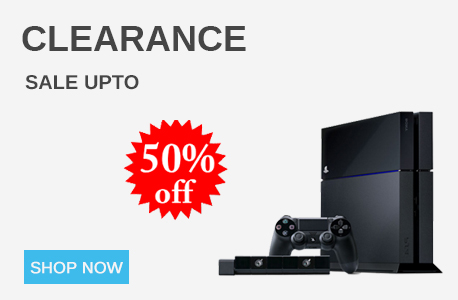 CLEARANCE
SALE UPTO
50%
off
SHOP NOW